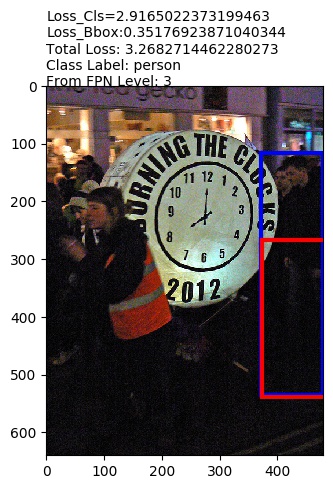 Loss_Cls=2.9165022373199463
Loss_Bbox:0.35176923871040344
Total Loss: 3.2682714462280273
Class Label: person
From FPN Level: 3
0
100
200
300
400
500
600
0 100 200 300 400
gecko
BURNING THE CLOCKS
12
1
2
3
4
5
6
7
8
9
10
11
2012